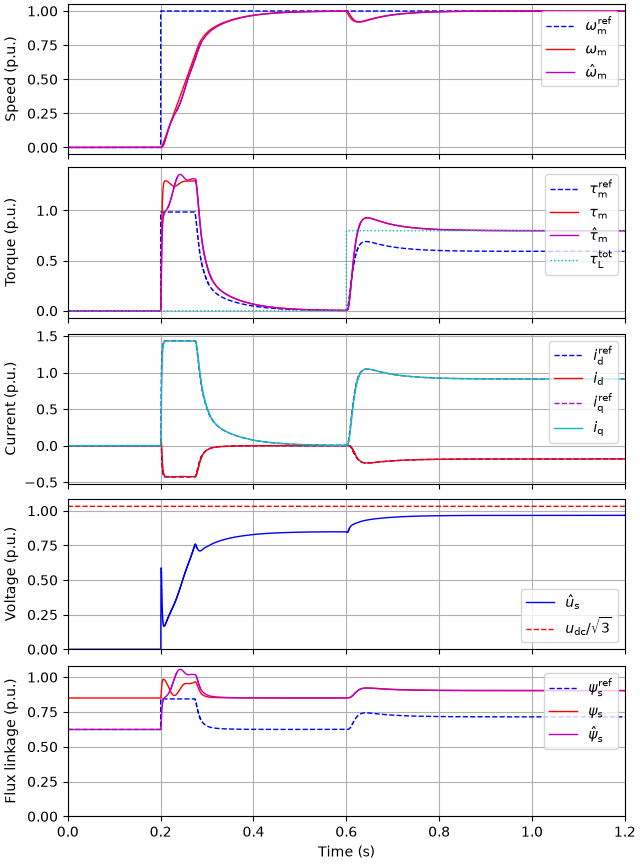 Speed (p.u.)
1.00
0.75
0.50
0.25
0.00
ω_m^ref
ω_m
ω̂_m
Torque (p.u.)
1.0
0.5
0.0
τ_m^ref
τ_m
τ̂_m
τ_L^tot
Current (p.u.)
1.5
1.0
0.5
0.0
−0.5
i_d^ref
i_d
i_q^ref
i_q
Voltage (p.u.)
1.00
0.75
0.50
0.25
0.00
û_s
u_dc/√3
Flux linkage (p.u.)
1.00
0.75
0.50
0.25
0.00
ψ_s^ref
ψ_s
ψ̂_s
0.0 0.2 0.4 0.6 0.8 1.0 1.2
Time (s)